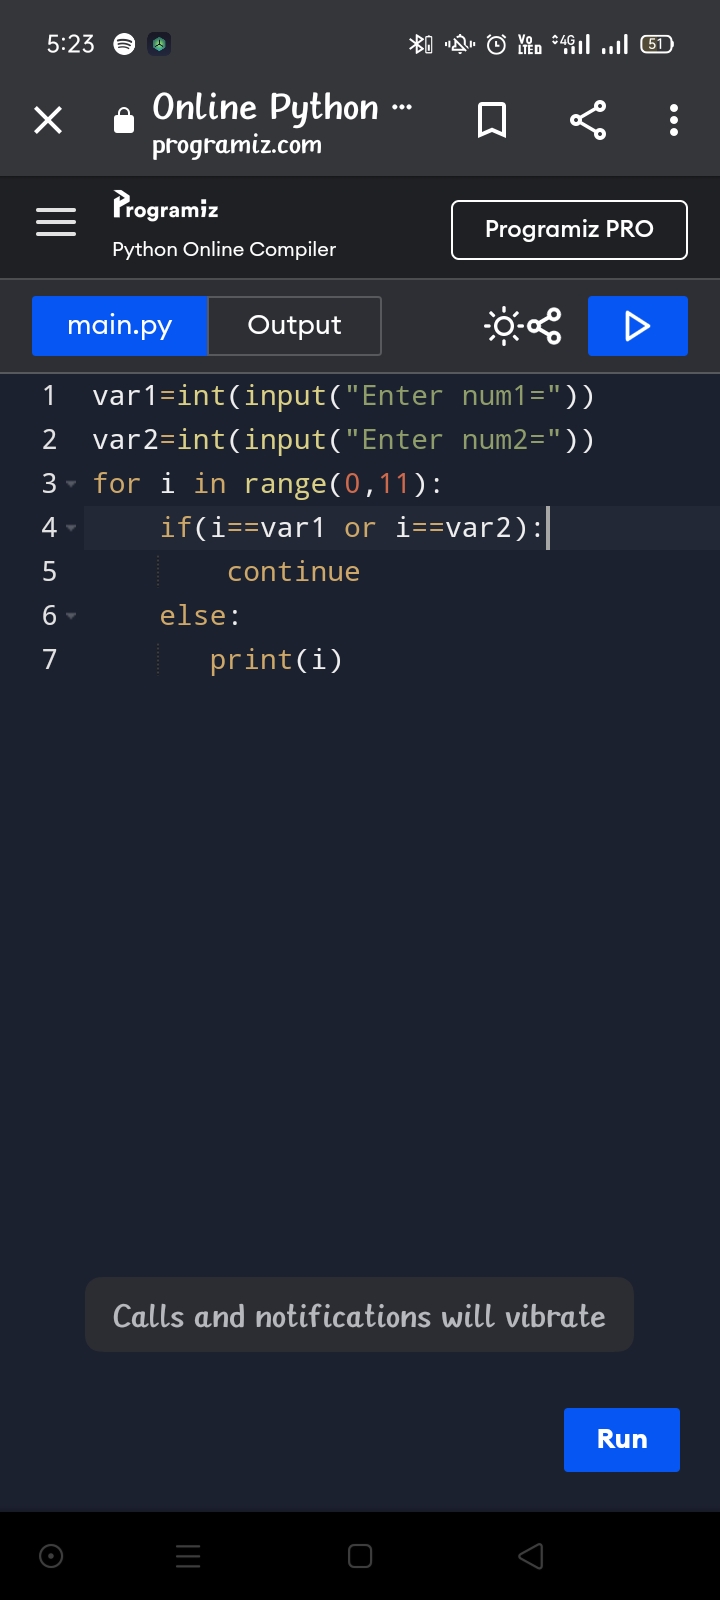 5:23 VoLTED 4G 51
Online Python ...
programiz.com
Programiz
Python Online Compiler
Programiz PRO
main.py
Output
1 var1=int(input("Enter num1="))
2 var2=int(input("Enter num2="))
3 for i in range(0,11):
4     if(i==var1 or i==var2):
5         continue
6     else:
7        print(i)
Calls and notifications will vibrate
Run